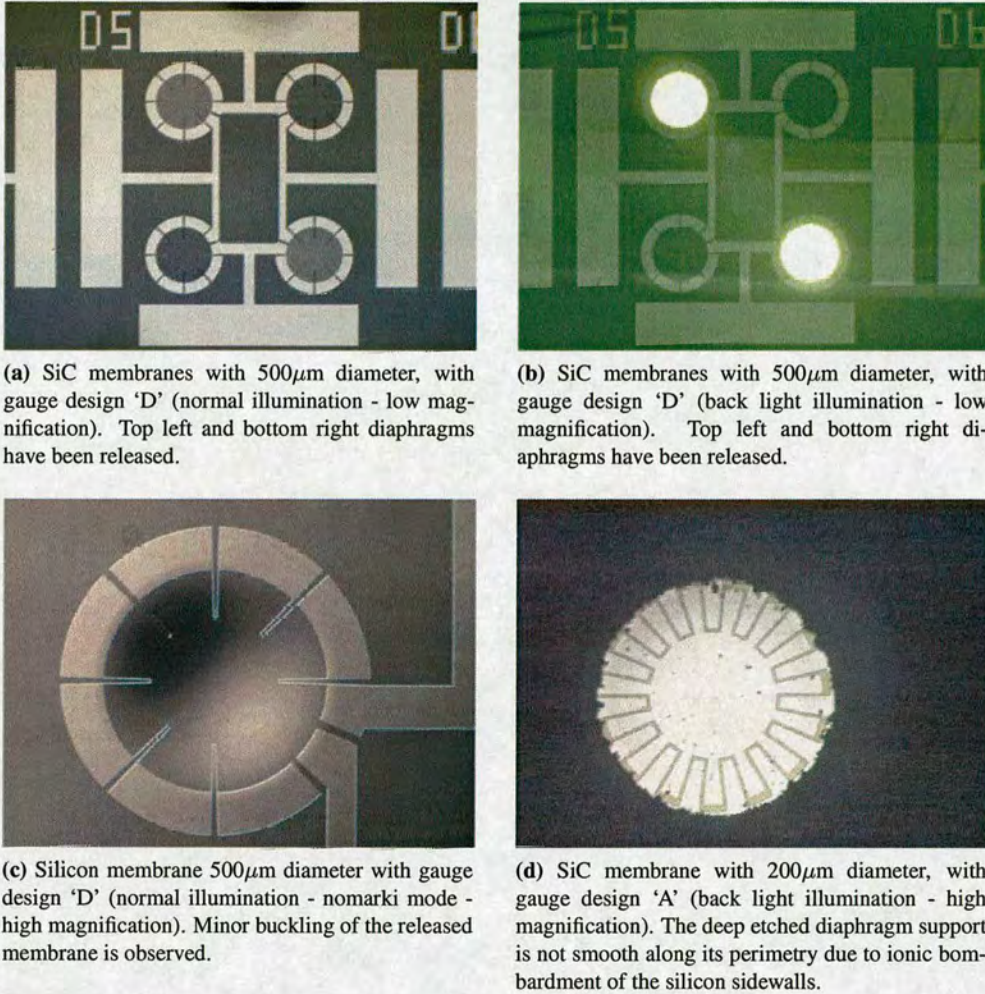 D5
D5
D6
(a) SiC membranes with 500µm diameter, with
gauge design ‘D’ (normal illumination - low mag-
nification). Top left and bottom right diaphragms
have been released.
(b) SiC membranes with 500µm diameter, with
gauge design ‘D’ (back light illumination - low
magnification). Top left and bottom right di-
aphragms have been released.
(c) Silicon membrane 500µm diameter with gauge
design ‘D’ (normal illumination - nomarki mode -
high magnification). Minor buckling of the released
membrane is observed.
(d) SiC membrane with 200µm diameter, with
gauge design ‘A’ (back light illumination - high
magnification). The deep etched diaphragm support
is not smooth along its perimetry due to ionic bom-
bardment of the silicon sidewalls.